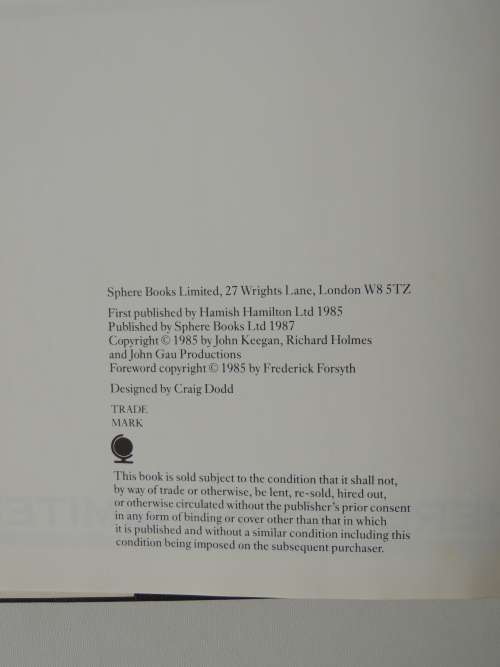 Sphere Books Limited, 27 Wrights Lane, London W8 5TZ
First published by Hamish Hamilton Ltd 1985
Published by Sphere Books Ltd 1987
Copyright © 1985 by John Keegan, Richard Holmes
and John Gau Productions
Foreword copyright © 1985 by Frederick Forsyth
Designed by Craig Dodd
TRADE
MARK
This book is sold subject to the condition that it shall not,
by way of trade or otherwise, be lent, re-sold, hired out,
or otherwise circulated without the publisher's prior consent
in any form of binding or cover other than that in which
it is published and without a similar condition including this
condition being imposed on the subsequent purchaser.